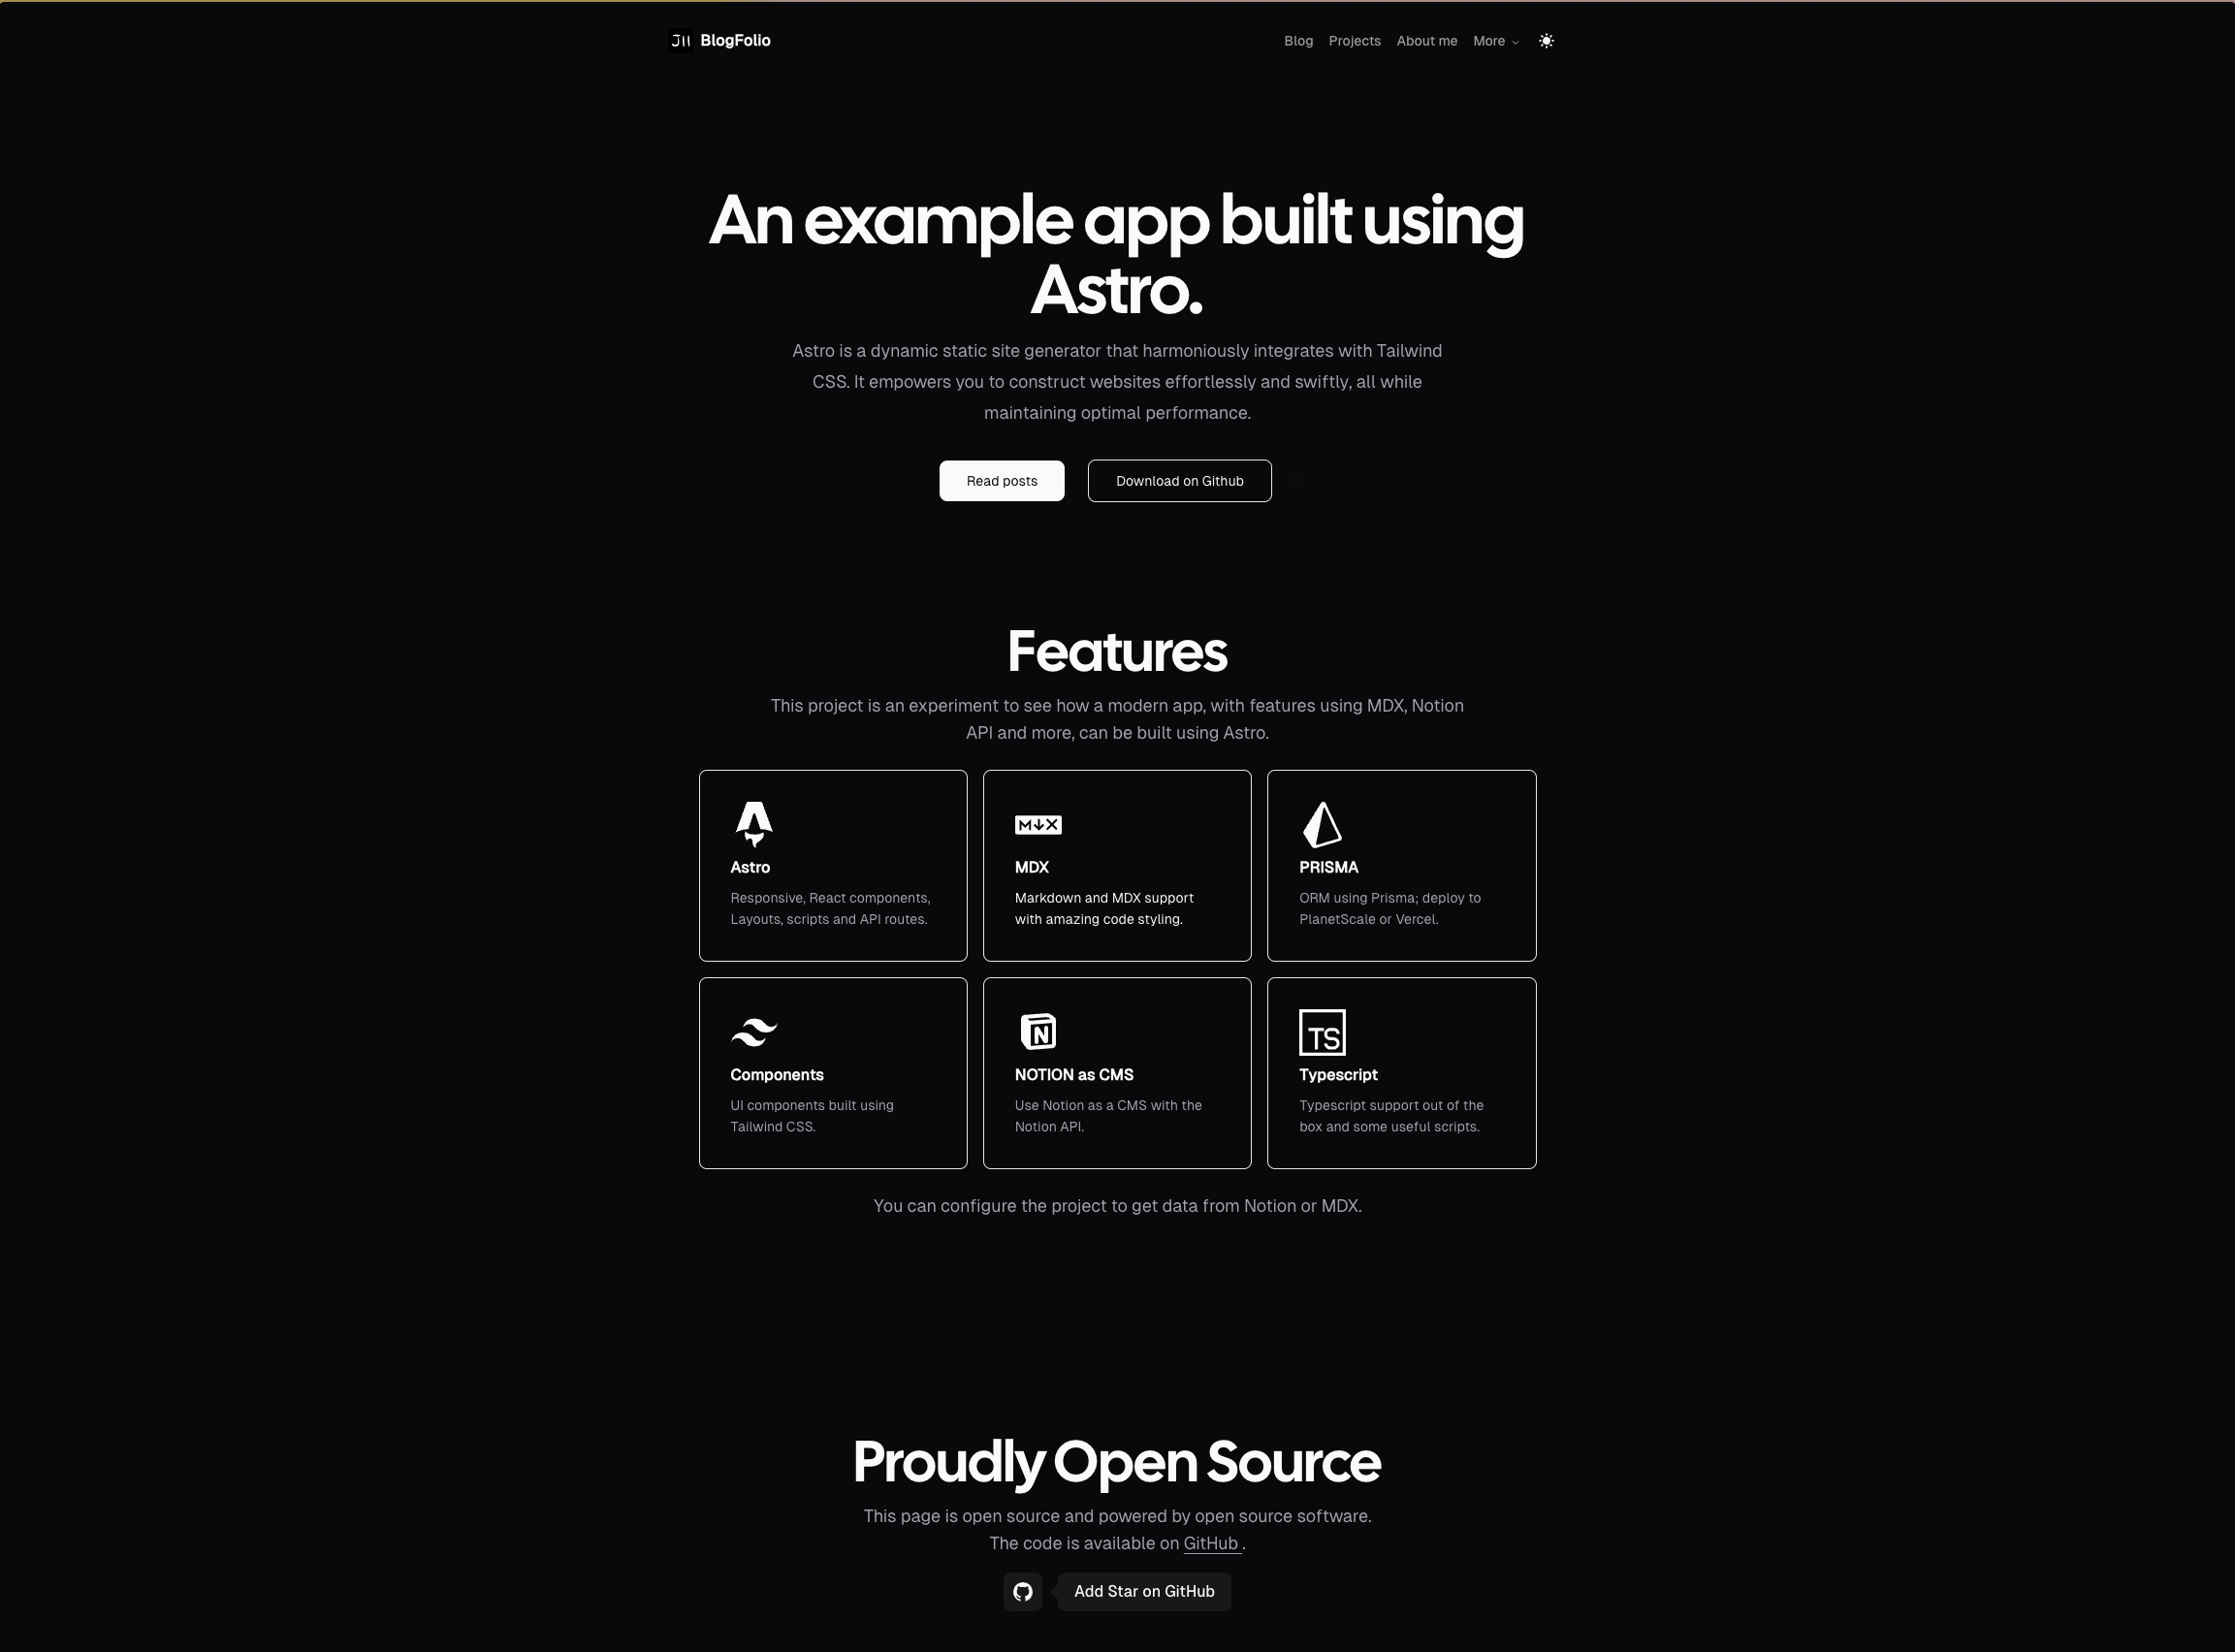 BlogFolio
Blog Projects About me More
An example app built using
Astro.
Astro is a dynamic static site generator that harmoniously integrates with Tailwind
CSS. It empowers you to construct websites effortlessly and swiftly, all while
maintaining optimal performance.
Read posts
Download on Github
Features
This project is an experiment to see how a modern app, with features using MDX, Notion
API and more, can be built using Astro.
Astro
Responsive, React components,
Layouts, scripts and API routes.
MDX
Markdown and MDX support
with amazing code styling.
PRISMA
ORM using Prisma; deploy to
PlanetScale or Vercel.
Components
UI components built using
Tailwind CSS.
N
NOTION as CMS
Use Notion as a CMS with the
Notion API.
TS
Typescript
Typescript support out of the
box and some useful scripts.
You can configure the project to get data from Notion or MDX.
Proudly Open Source
This page is open source and powered by open source software.
The code is available on GitHub .
Add Star on GitHub